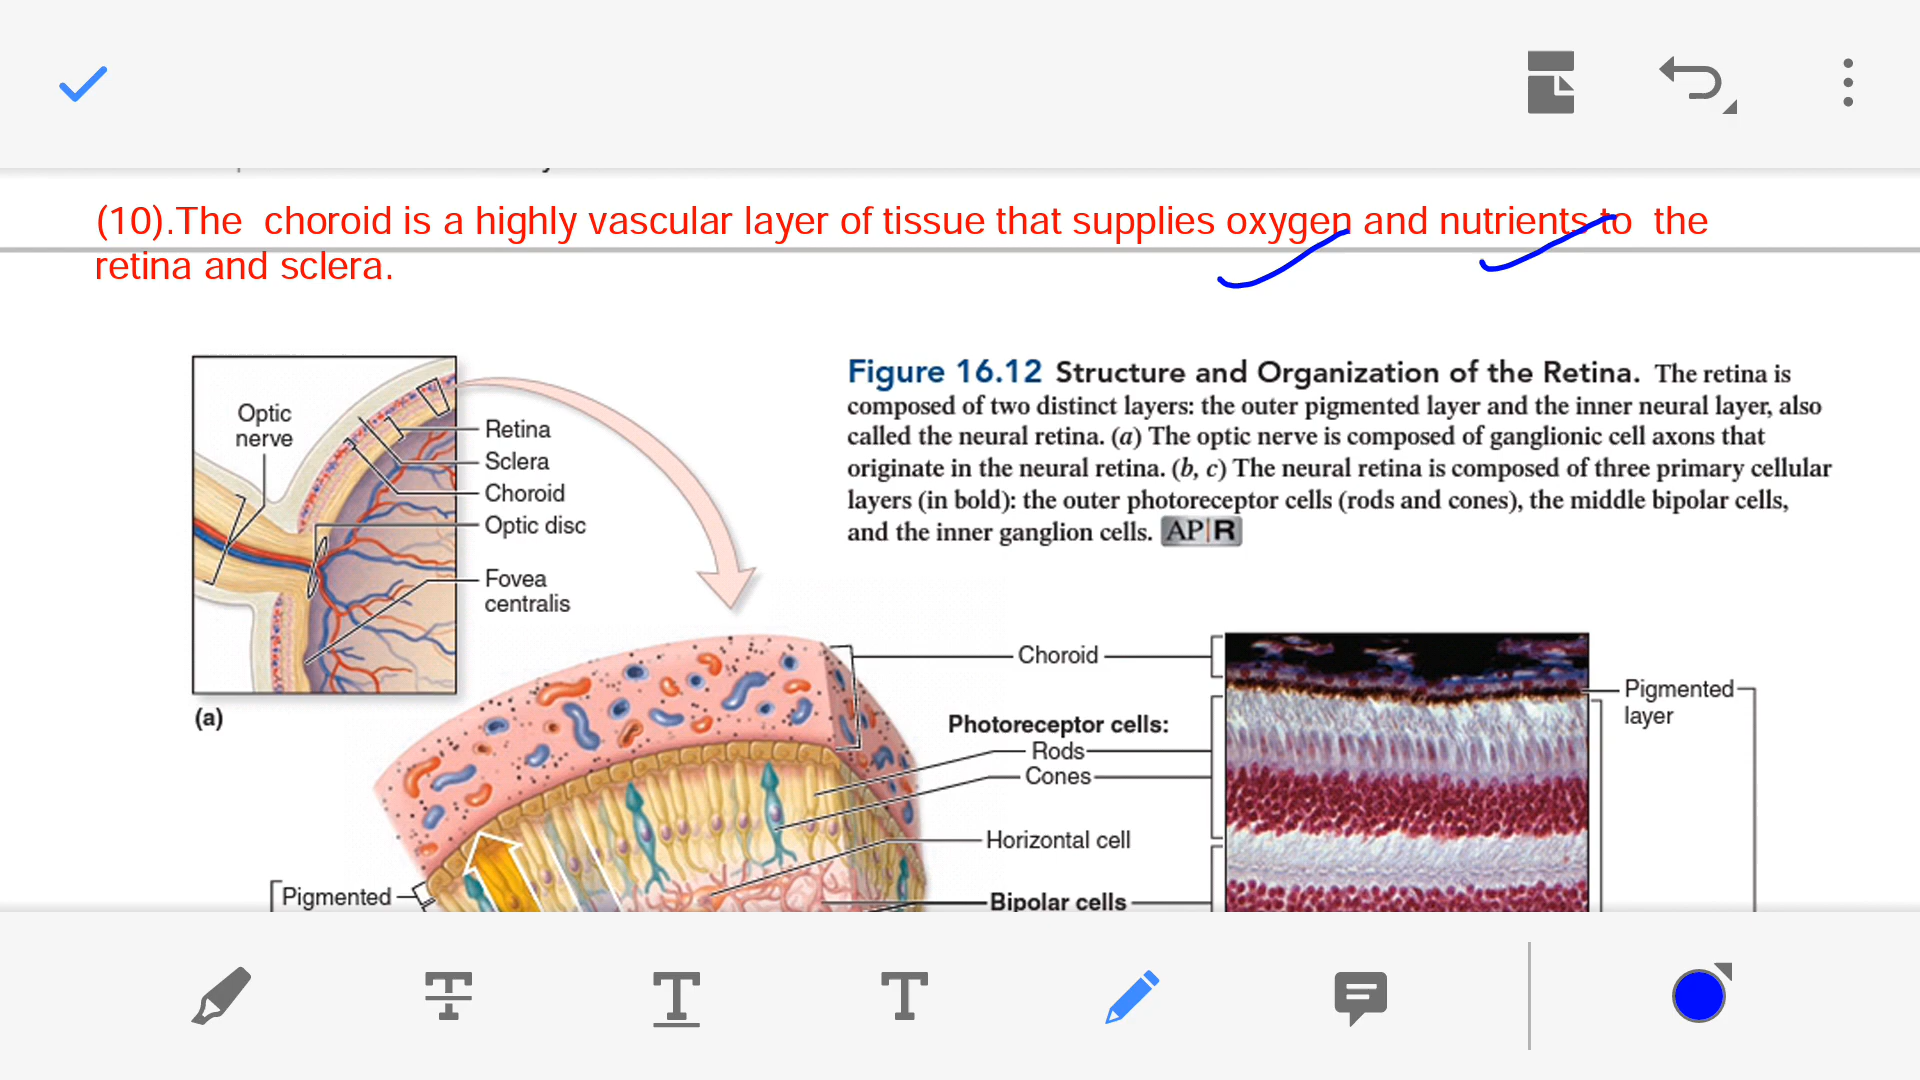 (10).The choroid is a highly vascular layer of tissue that supplies oxygen and nutrients to the
retina and sclera.
Figure 16.12 Structure and Organization of the Retina. The retina is
composed of two distinct layers: the outer pigmented layer and the inner neural layer, also
called the neural retina. (a) The optic nerve is composed of ganglionic cell axons that
originate in the neural retina. (b, c) The neural retina is composed of three primary cellular
layers (in bold): the outer photoreceptor cells (rods and cones), the middle bipolar cells,
and the inner ganglion cells. AP|R
Optic
nerve
Retina
Sclera
Choroid
Optic disc
Fovea
centralis
(a)
Choroid
Pigmented
layer
Photoreceptor cells:
Rods
Cones
Horizontal cell
Pigmented
Bipolar cells
T
T
T